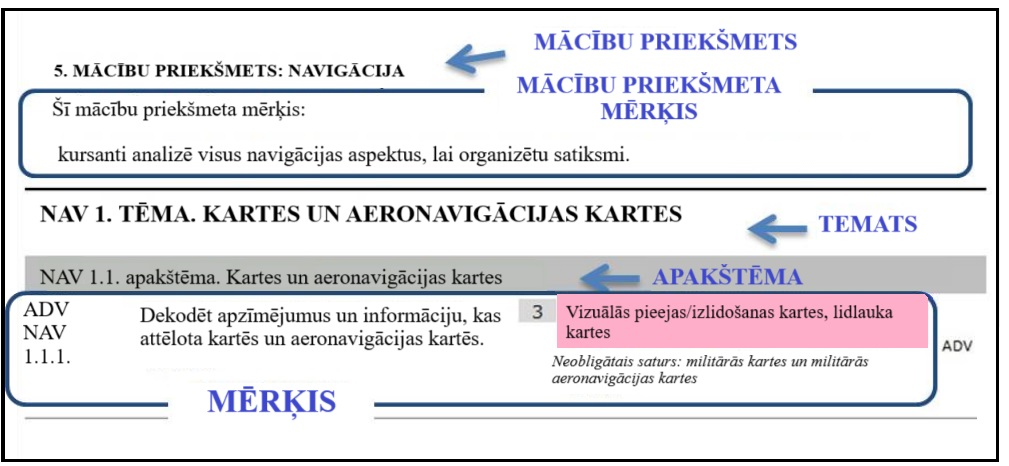 MĀCĪBU PRIEKŠMETS
5. MĀCĪBU PRIEKŠMETS: NAVIGĀCIJA
MĀCĪBU PRIEKŠMETA
MĒRĶIS
Šī mācību priekšmeta mērķis:
kursanti analizē visus navigācijas aspektus, lai organizētu satiksmi.
NAV 1. TĒMA. KARTES UN AERONAVIGĀCIJAS KARTES
TEMATS
NAV 1.1. apakštēma. Kartes un aeronavigācijas kartes
APAKŠTĒMA
ADV
NAV
1.1.1.
Dekodēt apzīmējumus un informāciju, kas
attēlota kartēs un aeronavigācijas kartēs.
3
Vizuālās pieejas/izlidošanas kartes, lidlauka
kartes
Neobligātais saturs: militārās kartes un militārās
aeronavigācijas kartes
ADV
MĒRĶIS